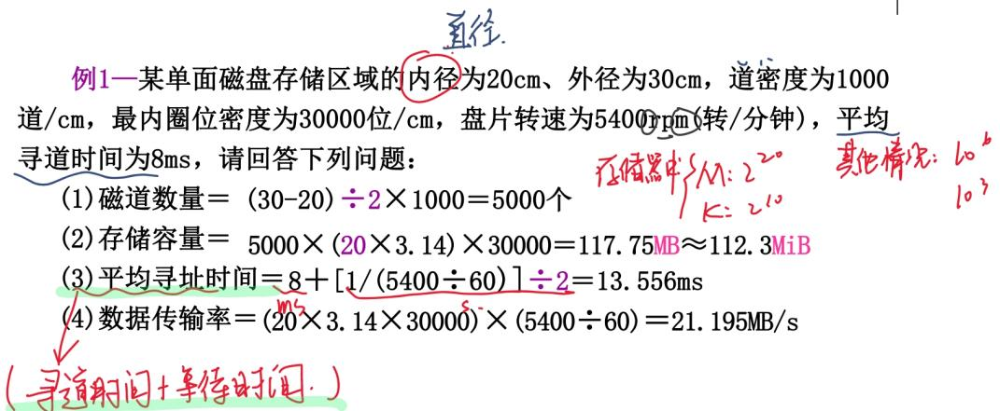 直径.
例1—某单面磁盘存储区域的内径为20cm、外径为30cm，道密度为1000
道/cm，最内圈位密度为30000位/cm，盘片转速为5400rpm(转/分钟)，平均
寻道时间为8ms，请回答下列问题：
存储器中{M: 2^20
K= 2^10
其他情况: 10^6
10^3
(1)磁道数量＝ (30-20)÷2×1000＝5000个
(2)存储容量＝ 5000×(20×3.14)×30000＝117.75MB≈112.3MiB
(3)平均寻址时间＝8＋[1/(5400÷60)]÷2＝13.556ms
ms s.
(4)数据传输率＝(20×3.14×30000)×(5400÷60)＝21.195MB/s
(寻道时间+等待时间.)